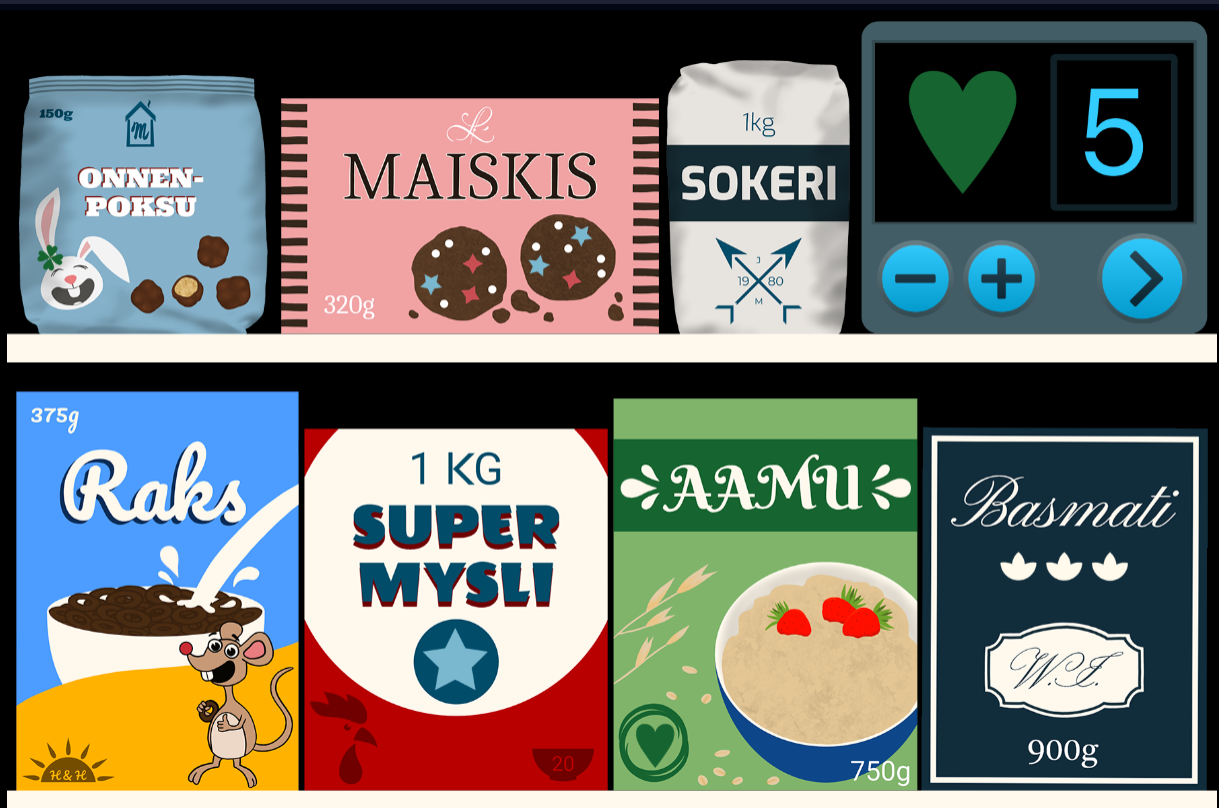 150g
m
ONNEN-
POKSU
L.
MAISKIS
320g
1kg
SOKERI
J
19 80
M
5
375g
Raks
H & H
1 KG
SUPER
MYSLI
20
AAMU
750g
Basmati
W.I.
900g